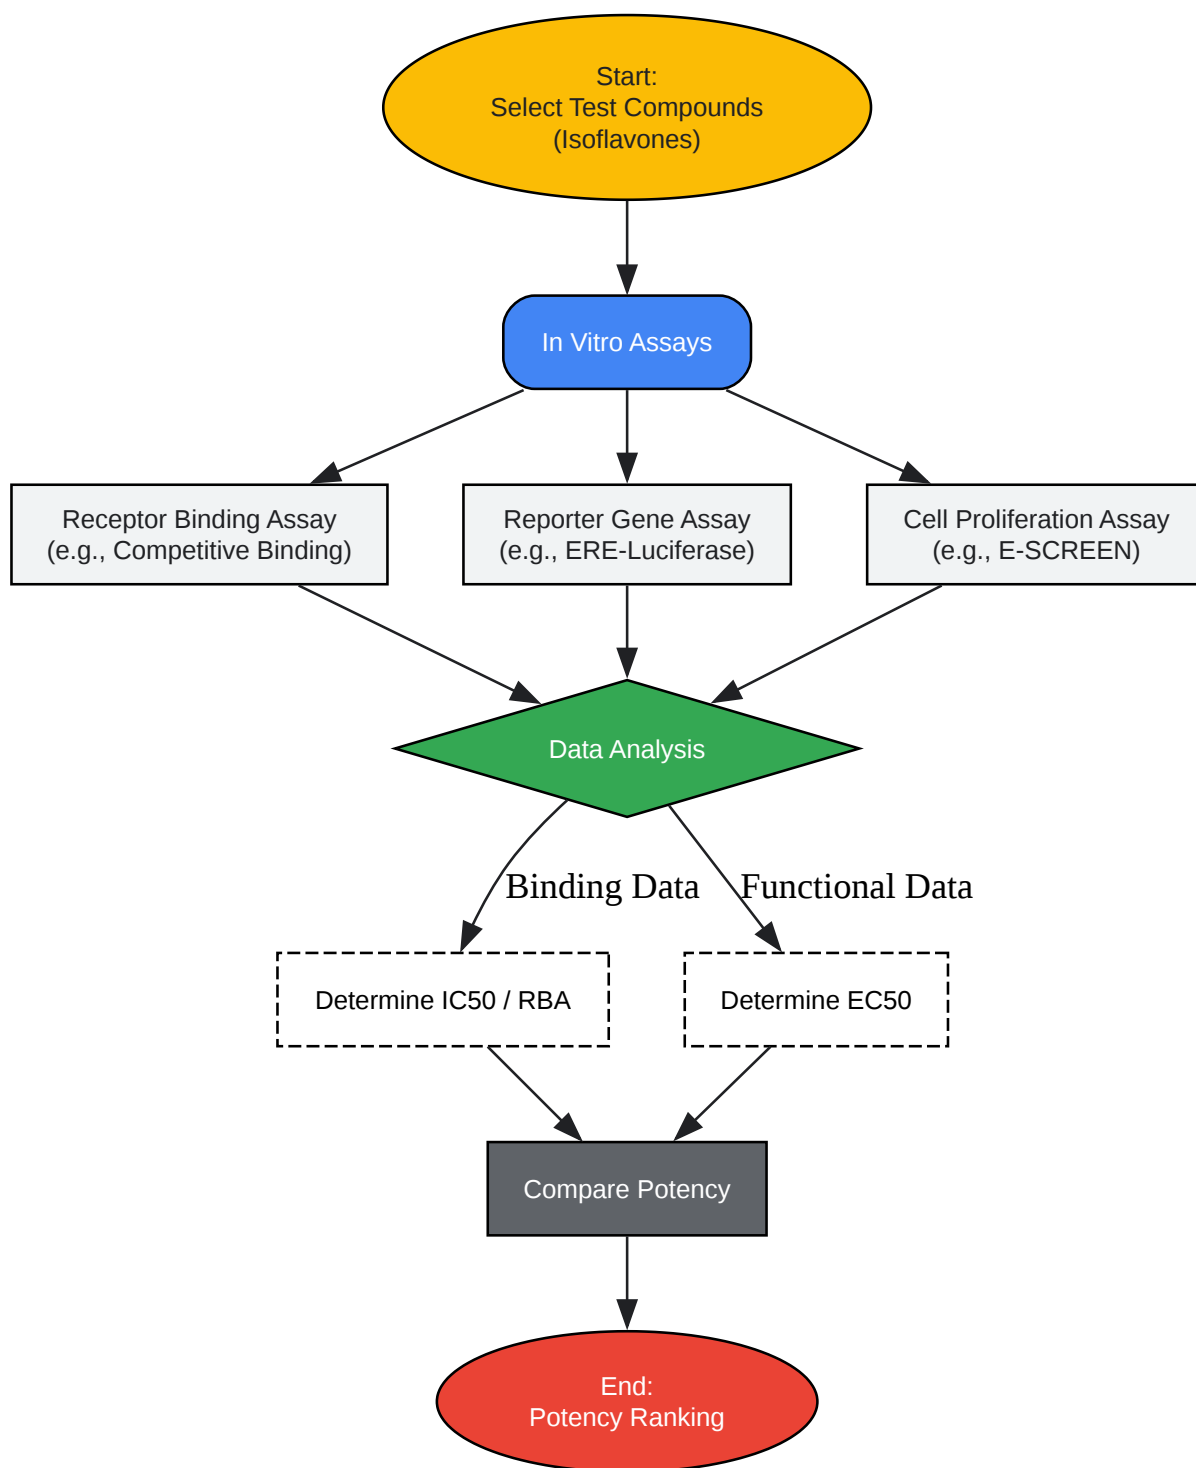 Start:
Select Test Compounds
(Isoflavones)
In Vitro Assays
Receptor Binding Assay
(e.g., Competitive Binding)
Reporter Gene Assay
(e.g., ERE-Luciferase)
Cell Proliferation Assay
(e.g., E-SCREEN)
Data Analysis
Binding Data
Functional Data
Determine IC50 / RBA
Determine EC50
Compare Potency
End:
Potency Ranking